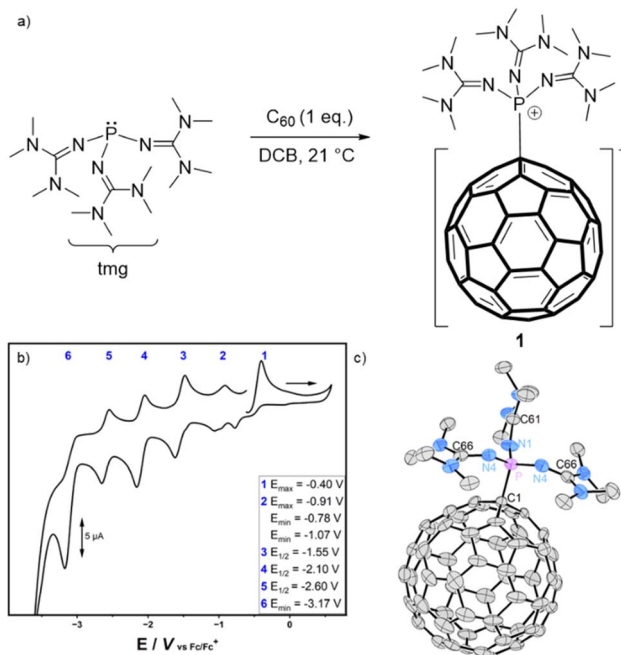 a)
N N N N
N N N
P
N N N
N N
tmg
C60 (1 eq.)
DCB, 21 °C
N N N N
N N N
N N
P ⊕
−
1
b)
6 5 4 3 2 1
5 µA
1 Emax = -0.40 V
2 Emax = -0.91 V
Emin = -0.78 V
Emin = -1.07 V
3 E1/2 = -1.55 V
4 E1/2 = -2.10 V
5 E1/2 = -2.60 V
6 Emin = -3.17 V
-3 -2 -1 0
E / V vs Fc/Fc+
c)
C61
C66 N1 C66
N4 P N4
C1